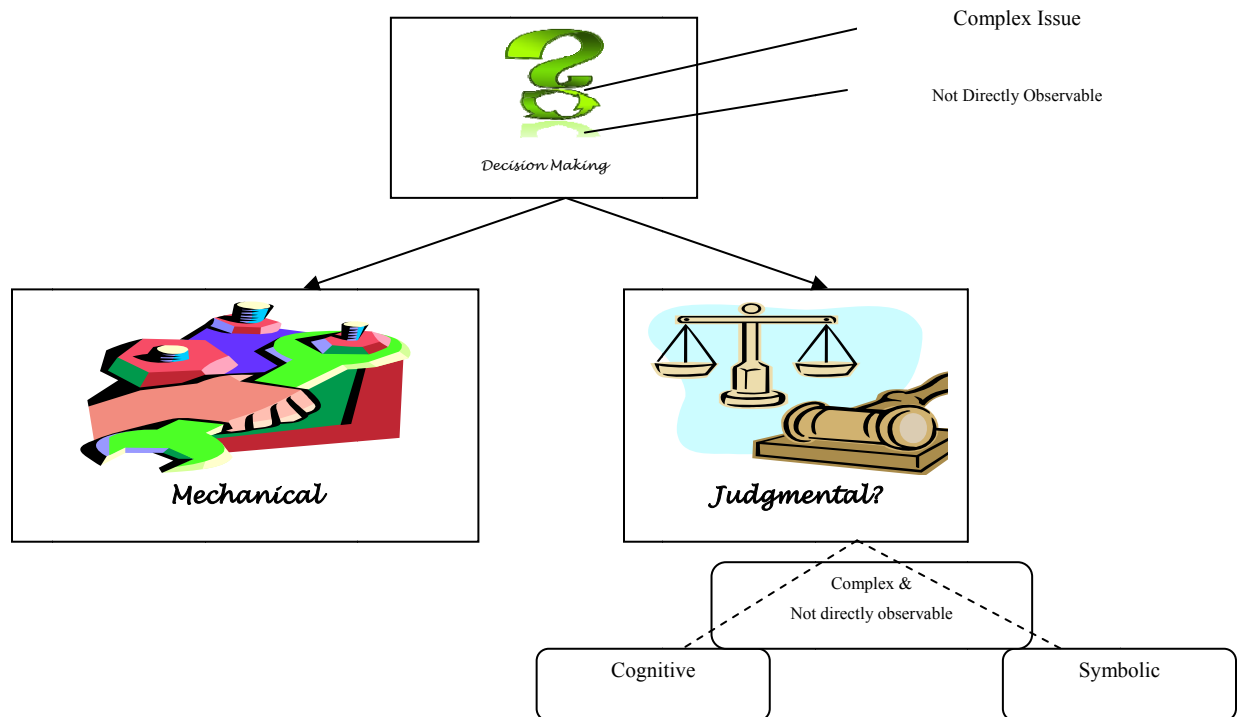 Complex Issue
Not Directly Observable
Decision Making
Mechanical
Judgmental?
Complex &
Not directly observable
Cognitive
Symbolic